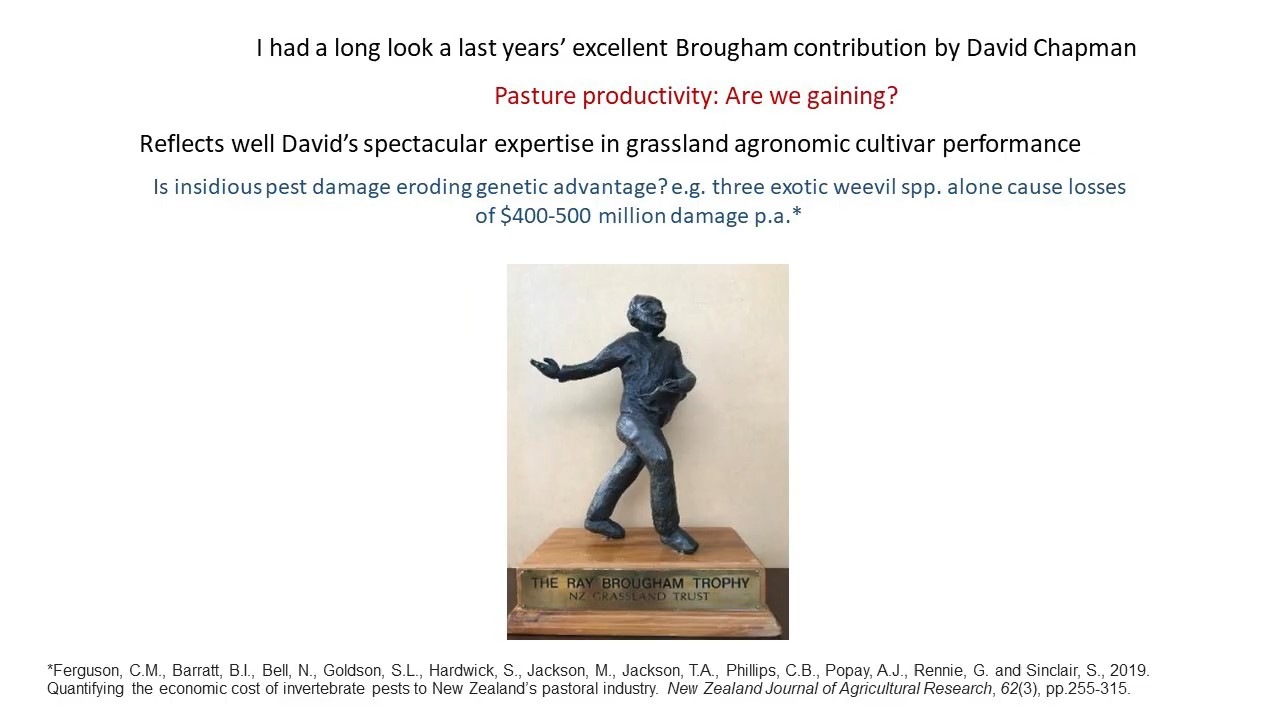 I had a long look a last years’ excellent Brougham contribution by David Chapman
Pasture productivity: Are we gaining?
Reflects well David’s spectacular expertise in grassland agronomic cultivar performance
Is insidious pest damage eroding genetic advantage? e.g. three exotic weevil spp. alone cause losses
of $400-500 million damage p.a.*
THE RAY BROUGHAM TROPHY
NZ GRASSLAND TRUST
*Ferguson, C.M., Barratt, B.I., Bell, N., Goldson, S.L., Hardwick, S., Jackson, M., Jackson, T.A., Phillips, C.B., Popay, A.J., Rennie, G. and Sinclair, S., 2019.
Quantifying the economic cost of invertebrate pests to New Zealand’s pastoral industry. New Zealand Journal of Agricultural Research, 62(3), pp.255-315.